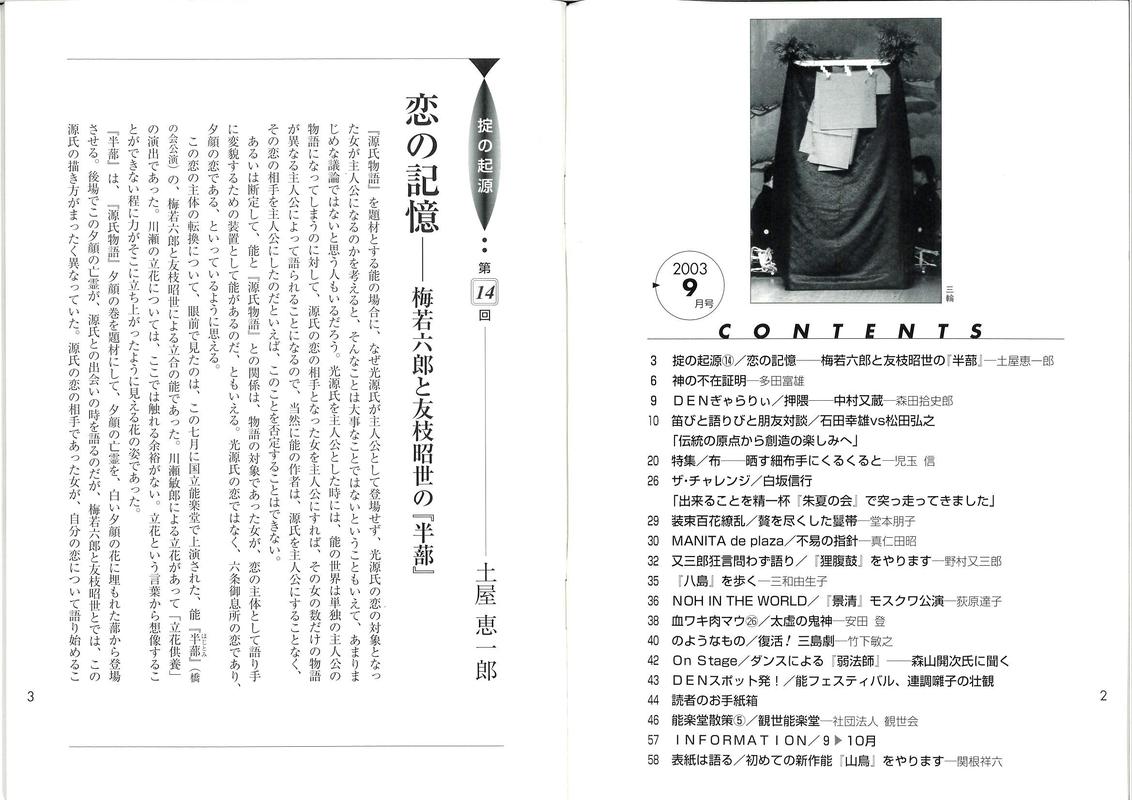 三輪
2003
9
月号
CONTENTS
3 掟の起源⑭／恋の記憶──梅若六郎と友枝昭世の『半蔀』─土屋恵一郎
6 神の不在証明─多田富雄
9 ＤＥＮぎゃらりぃ／押隈──中村又蔵─森田拾史郎
10 笛びと語りびと朋友対談／石田幸雄vs松田弘之
「伝統の原点から創造の楽しみへ」
20 特集／布──晒す細布手にくるくると─児玉 信
26 ザ・チャレンジ／白坂信行
「出来ることを精一杯『朱夏の会』で突っ走ってきました」
29 装束百花繚乱／贅を尽くした鬘帯─堂本朋子
30 MANITA de plaza／不易の指針─真仁田昭
32 又三郎狂言問わず語り／『狸腹鼓』をやります─野村又三郎
35 『八島』を歩く─三和由生子
36 NOH IN THE WORLD／『景清』モスクワ公演─荻原達子
38 血ワキ肉マウ㉖／太虚の鬼神─安田 登
40 のようなもの／復活！三島劇─竹下敏之
42 On Stage／ダンスによる『弱法師』──森山開次氏に聞く
43 ＤＥＮスポット発！／能フェスティバル、連調囃子の壮観
44 読者のお手紙箱
46 能楽堂散策⑤／観世能楽堂─社団法人 観世会
57 ＩＮＦＯＲＭＡＴＩＯＮ／9▶10月
58 表紙は語る／初めての新作能『山鳥』をやります─関根祥六
2
掟の起源
第14回
土屋恵一郎
恋の記憶──梅若六郎と友枝昭世の『半蔀』
『源氏物語』を題材とする能の場合に、なぜ光源氏が主人公として登場せず、光源氏の恋の対象となっ
た女が主人公になるのかを考えると、そんなことは大事なことではないということもいえて、あまりま
じめな議論ではないと思う人もいるだろう。光源氏を主人公とした時には、能の世界は単独の主人公の
物語になってしまうのに対して、源氏の恋の相手となった女を主人公にすれば、その女の数だけの物語
が異なる主人公によって語られることになるので、当然に能の作者は、源氏を主人公にすることなく、
その恋の相手を主人公にしたのだといえば、このことを否定することはできない。
あるいは断定して、能と『源氏物語』との関係は、物語の対象であった女が、恋の主体として語り手
に変貌するための装置として能があるのだ、ともいえる。光源氏の恋ではなく、六条御息所の恋であり、
夕顔の恋である、といっているように思える。
この恋の主体の転換について、眼前で見たのは、この七月に国立能楽堂で上演された、能『半蔀』（橋
はじとみ
の会公演）の、梅若六郎と友枝昭世による立合の能であった。川瀬敏郎による立花があって「立花供養」
の演出であった。川瀬の立花については、ここでは触れる余裕がない。立花という言葉から想像するこ
とができない程に力がそこに立ち上がったように見える花の姿であった。
『半蔀』は、『源氏物語』夕顔の巻を題材にして、夕顔の亡霊を、白い夕顔の花に埋もれた蔀から登場
させる。後場でこの夕顔の亡霊が、源氏との出会いの時を語るのだが、梅若六郎と友枝昭世とでは、この
源氏の描き方がまったく異なっていた。源氏の恋の相手であった女が、自分の恋について語り始めるこ
3